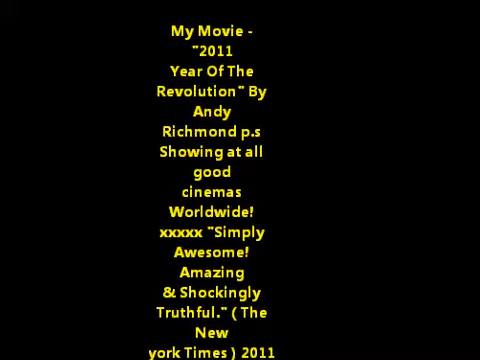 My Movie -
"2011
Year Of The
Revolution" By
Andy
Richmond p.s
Showing at all
good
cinemas
Worldwide!
xxxxx "Simply
Awesome!
Amazing
& Shockingly
Truthful." ( The
New
york Times ) 2011